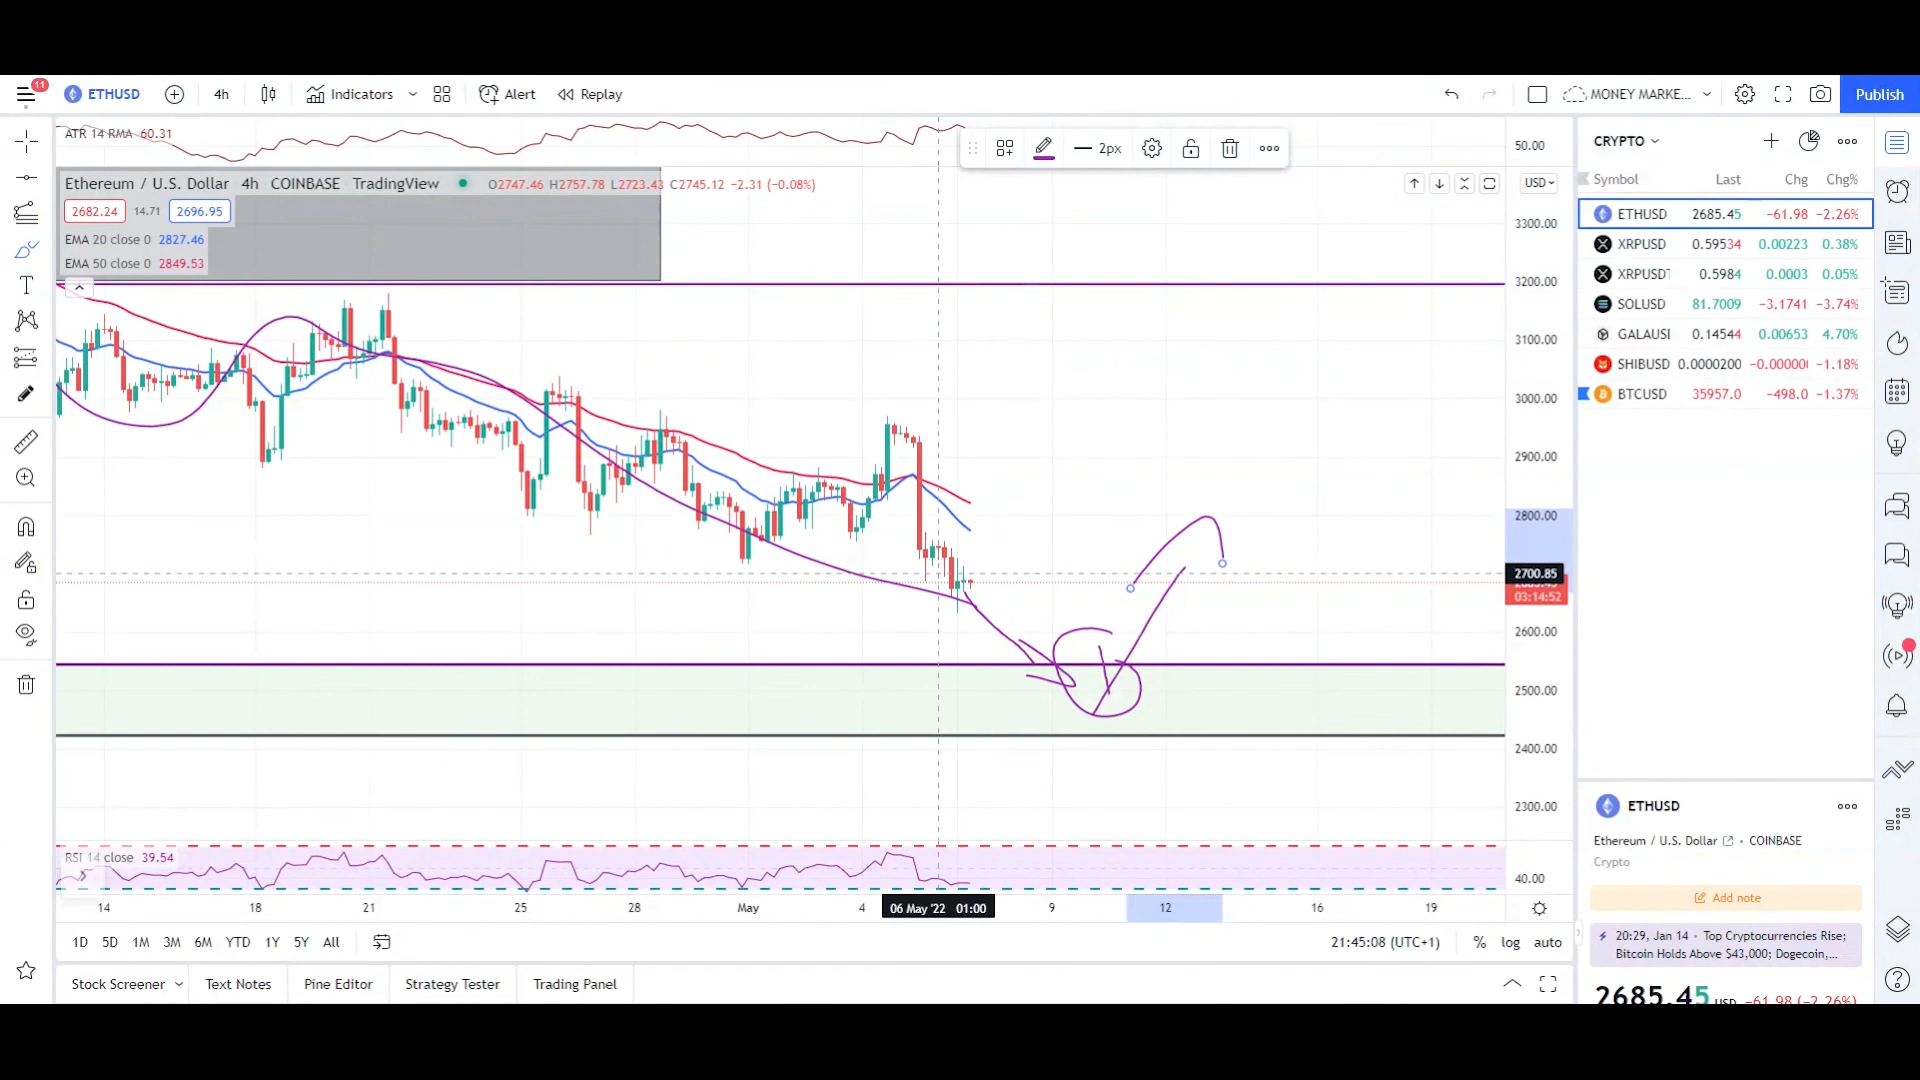 11
ETHUSD
4h
Indicators
Alert
Replay
MONEY MARKE...
Publish
ATR 14 RMA 60.31
2px
50.00
CRYPTO
Ethereum / U.S. Dollar 4h COINBASE TradingView
O2747.46 H2757.78 L2723.43 C2745.12 −2.31 (−0.08%)
USD
2682.24 14.71 2696.95
EMA 20 close 0 2827.46
EMA 50 close 0 2849.53
Symbol Last Chg Chg%
ETHUSD 2685.45 −61.98 −2.26%
XRPUSD 0.59534 0.00223 0.38%
XRPUSDT 0.5984 0.0003 0.05%
SOLUSD 81.7009 −3.1741 −3.74%
GALAUSI 0.14544 0.00653 4.70%
SHIBUSD 0.0000200 −0.000000 −1.18%
BTCUSD 35957.0 −498.0 −1.37%
3300.00
3200.00
3100.00
3000.00
2900.00
2800.00
2700.85
03:14:52
2600.00
2500.00
2400.00
2300.00
RSI 14 close 39.54
40.00
14 18 21 25 28 May 4 06 May '22 01:00 9 12 16 19
1D 5D 1M 3M 6M YTD 1Y 5Y All
21:45:08 (UTC+1) % log auto
Stock Screener Text Notes Pine Editor Strategy Tester Trading Panel
ETHUSD
Ethereum / U.S. Dollar • COINBASE
Crypto
Add note
20:29, Jan 14 • Top Cryptocurrencies Rise;
Bitcoin Holds Above $43,000; Dogecoin,...
2685.45 USD −61.98 (−2.26%)